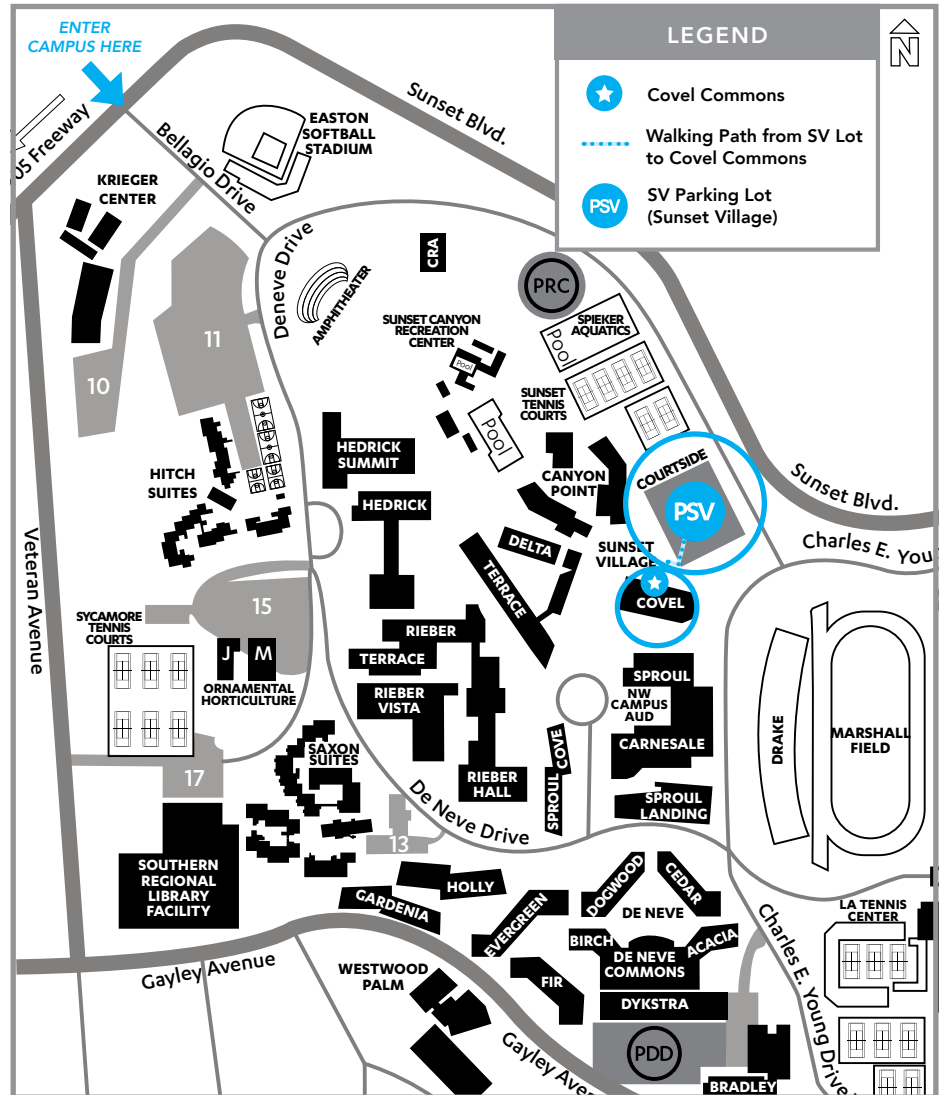 ENTER
CAMPUS HERE
LEGEND
Covel Commons
Walking Path from SV Lot
to Covel Commons
PSV
SV Parking Lot
(Sunset Village)
N
05 Freeway
Sunset Blvd.
EASTON
SOFTBALL
STADIUM
Bellagio Drive
KRIEGER
CENTER
Deneve Drive
CRA
AMPHITHEATER
PRC
SUNSET CANYON
RECREATION
CENTER
Pool
SPIEKER
AQUATICS
Pool
11
10
SUNSET
TENNIS
COURTS
Pool
HEDRICK
SUMMIT
HITCH
SUITES
CANYON
POINT
COURTSIDE
PSV
Sunset Blvd.
HEDRICK
DELTA
SUNSET
VILLAGE
Charles E. You
Veteran Avenue
TERRACE
COVEL
15
SYCAMORE
TENNIS
COURTS
J
M
ORNAMENTAL
HORTICULTURE
RIEBER
TERRACE
RIEBER
VISTA
SPROUL
NW
CAMPUS
AUD
CARNESALE
DRAKE
MARSHALL
FIELD
SAXON
SUITES
SPROUL
COVE
17
RIEBER
HALL
SPROUL
LANDING
De Neve Drive
13
SOUTHERN
REGIONAL
LIBRARY
FACILITY
HOLLY
GARDENIA
EVERGREEN
DOGWOOD
CEDAR
DE NEVE
BIRCH
ACACIA
DE NEVE
COMMONS
LA TENNIS
CENTER
Charles E. Young Drive
Gayley Avenue
WESTWOOD
PALM
FIR
DYKSTRA
PDD
Gayley Ave
BRADLEY